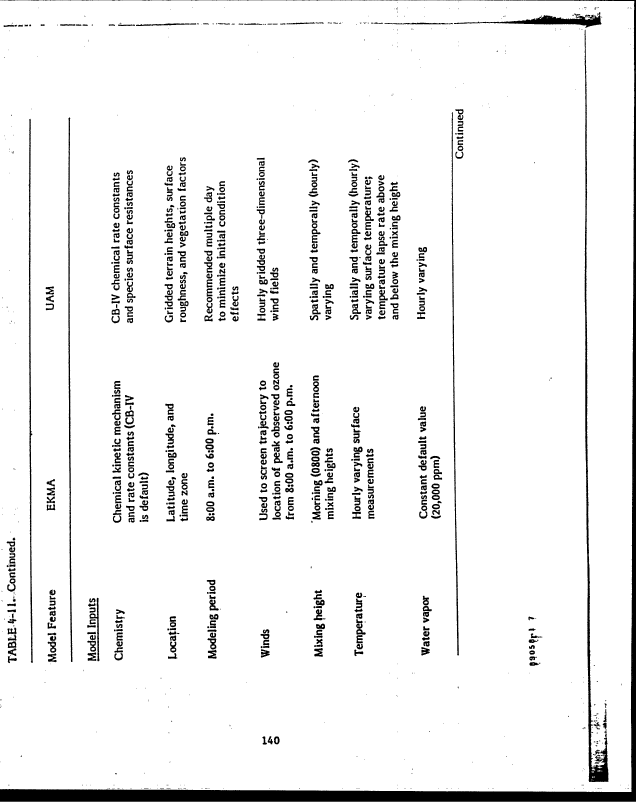 TABLE 4-11. Continued.
Model Feature EKMA UAM
Model Inputs
Chemistry Chemical kinetic mechanism CB-IV chemical rate constants
and rate constants (CB-IV and species surface resistances
is default)
Location Latitude, longitude, and Gridded terrain heights, surface
time zone roughness, and vegetation factors
Modeling period 8:00 a.m. to 6:00 p.m. Recommended multiple day
to minimize initial condition
effects
Winds Used to screen trajectory to Hourly gridded three-dimensional
location of peak observed ozone wind fields
from 8:00 a.m. to 6:00 p.m.
Mixing height Morning (0800) and afternoon Spatially and temporally (hourly)
mixing heights varying
Temperature Hourly varying surface Spatially and temporally (hourly)
measurements varying surface temperature;
temperature lapse rate above
and below the mixing height
Water vapor Constant default value Hourly varying
(20,000 ppm)
Continued
140